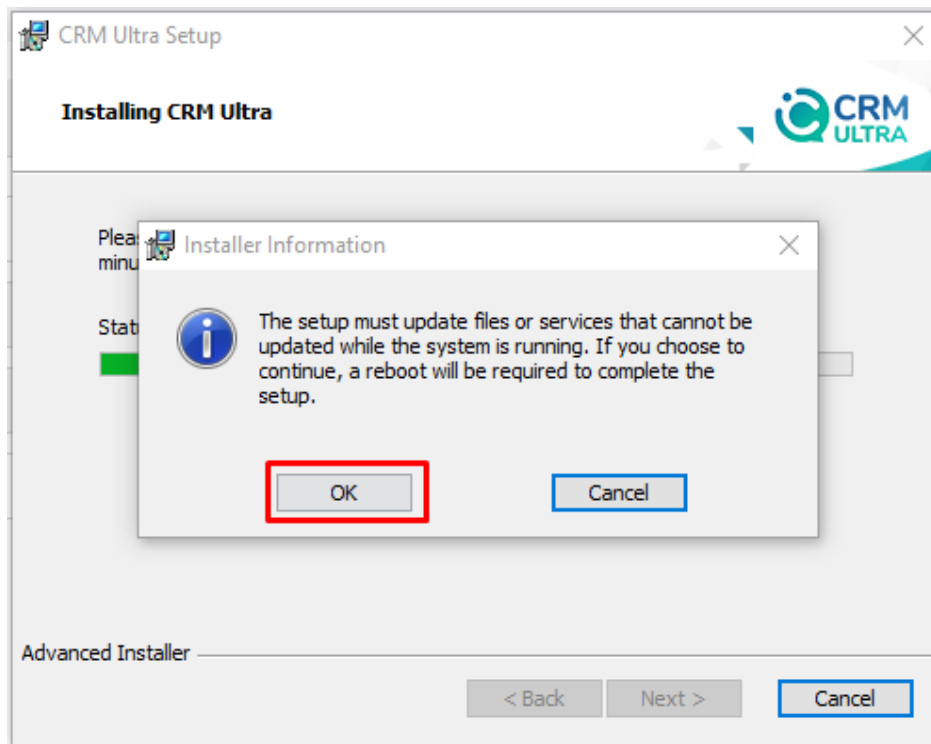 CRM Ultra Setup
Installing CRM Ultra
CRM
ULTRA
Installer Information
minu
The setup must update files or services that cannot be
updated while the system is running. If you choose to
continue, a reboot will be required to complete the
setup.
OK
Cancel
Advanced Installer
< Back
Next >
Cancel